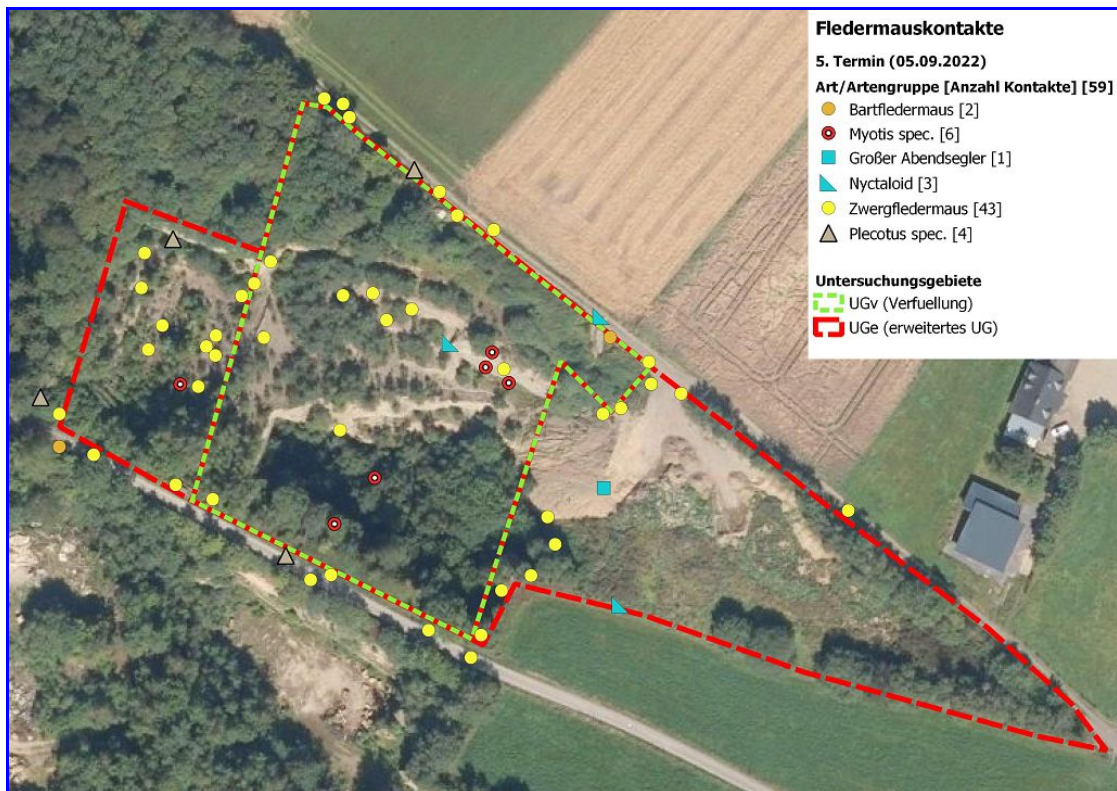 Fledermauskontakte
5. Termin (05.09.2022)
Art/Artengruppe [Anzahl Kontakte] [59]
Bartfledermaus [2]
Myotis spec. [6]
Großer Abendsegler [1]
Nyctaloid [3]
Zwergfledermaus [43]
Plecotus spec. [4]
Untersuchungsgebiete
UGv (Verfuellung)
UGe (erweitertes UG)